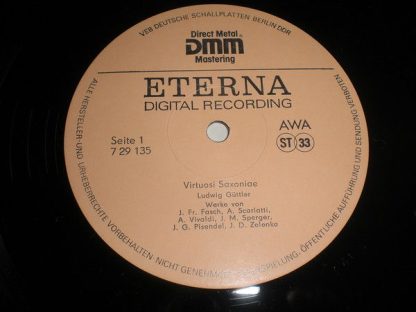 VEB DEUTSCHE SCHALLPLATTEN BERLIN DDR
Direct Metal®
DMM
Mastering
ETERNA
DIGITAL RECORDING
Seite 1
7 29 135
AWA
ST 33
Virtuosi Saxoniae
Ludwig Güttler
Werke von
J. Fr. Fasch, A. Scarlatti,
A. Vivaldi, J. M. Sperger,
J. G. Pisendel, J. D. Zelenka
ALLE HERSTELLER- UND URHEBERRECHTE VORBEHALTEN · NICHT GENEHMIGTE ÜBERSPIELUNG, ÖFFENTLICHE AUFFÜHRUNG UND SENDUNG VERBOTEN